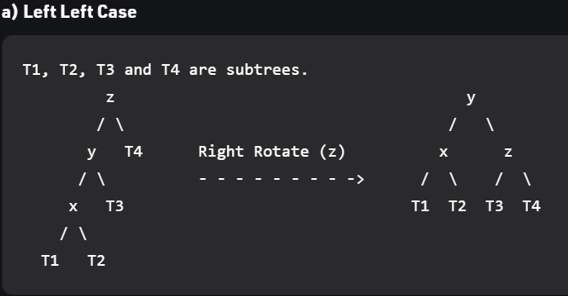 a) Left Left Case
T1, T2, T3 and T4 are subtrees.
z                                      y
/ \                                   /   \
y   T4      Right Rotate (z)          x      z
/ \         - - - - - - - - ->      /  \    /  \
x   T3                               T1  T2  T3  T4
/ \
T1   T2